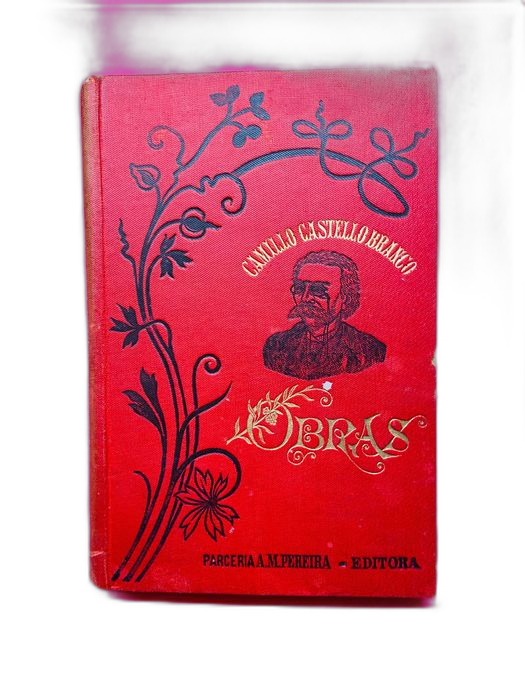 CAMILLO CASTELLO BRANCO
OBRAS
PARCERIA A. M. PEREIRA - EDITORA